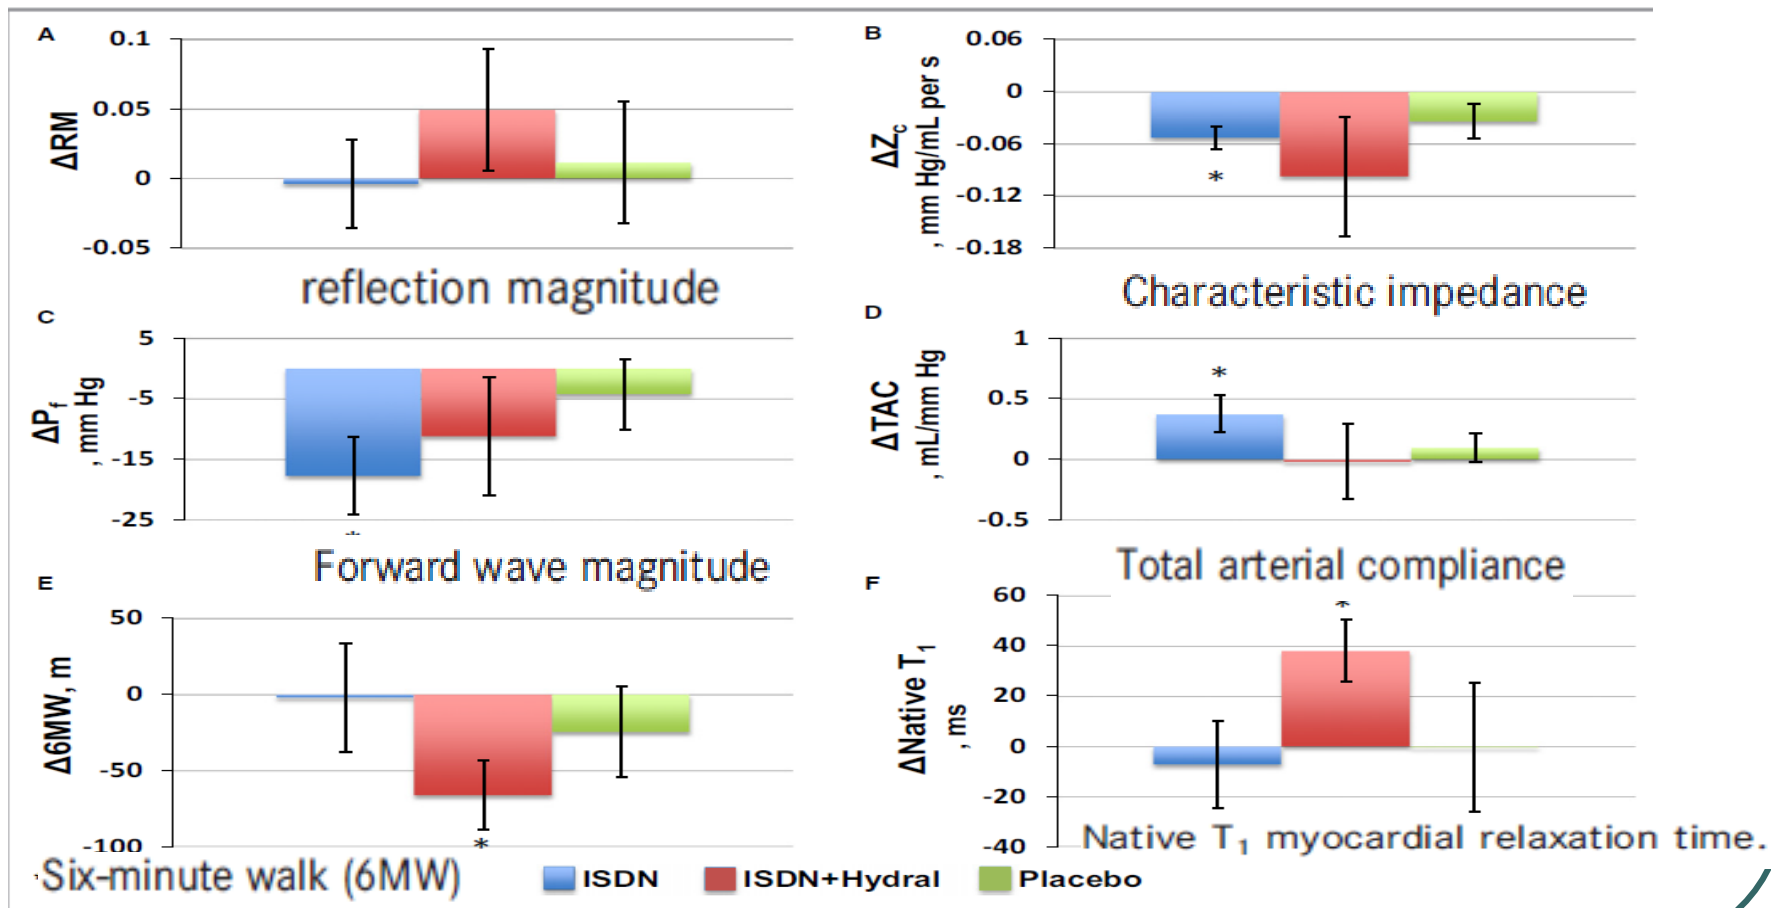 A
0.1
0.05
0
-0.05
ΔRM
reflection magnitude
B
0.06
0
-0.06
-0.12
-0.18
ΔZc
, mm Hg/mL per s
*
Characteristic impedance
C
5
-5
-15
-25
ΔPf
, mm Hg
*
Forward wave magnitude
D
1
0.5
0
-0.5
ΔTAC
, mL/mm Hg
*
Total arterial compliance
E
50
0
-50
-100
Δ6MW, m
*
Six-minute walk (6MW)
F
60
40
20
0
-20
-40
ΔNative T1
, ms
*
Native T1 myocardial relaxation time.
ISDN
ISDN+Hydral
Placebo